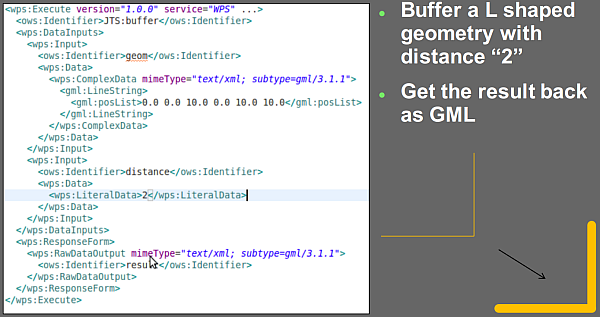 <wps:Execute version="1.0.0" service="WPS" ...>
<ows:Identifier>JTS:buffer</ows:Identifier>
<wps:DataInputs>
<wps:Input>
<ows:Identifier>geom</ows:Identifier>
<wps:Data>
<wps:ComplexData mimeType="text/xml; subtype=gml/3.1.1">
<gml:LineString>
<gml:posList>0.0 0.0 10.0 0.0 10.0 10.0</gml:posList>
</gml:LineString>
</wps:ComplexData>
</wps:Data>
</wps:Input>
<wps:Input>
<ows:Identifier>distance</ows:Identifier>
<wps:Data>
<wps:LiteralData>2</wps:LiteralData>
</wps:Data>
</wps:Input>
</wps:DataInputs>
<wps:ResponseForm>
<wps:RawDataOutput mimeType="text/xml; subtype=gml/3.1.1">
<ows:Identifier>result</ows:Identifier>
</wps:RawDataOutput>
</wps:ResponseForm>
</wps:Execute>
• Buffer a L shaped
geometry with
distance “2”
• Get the result back
as GML